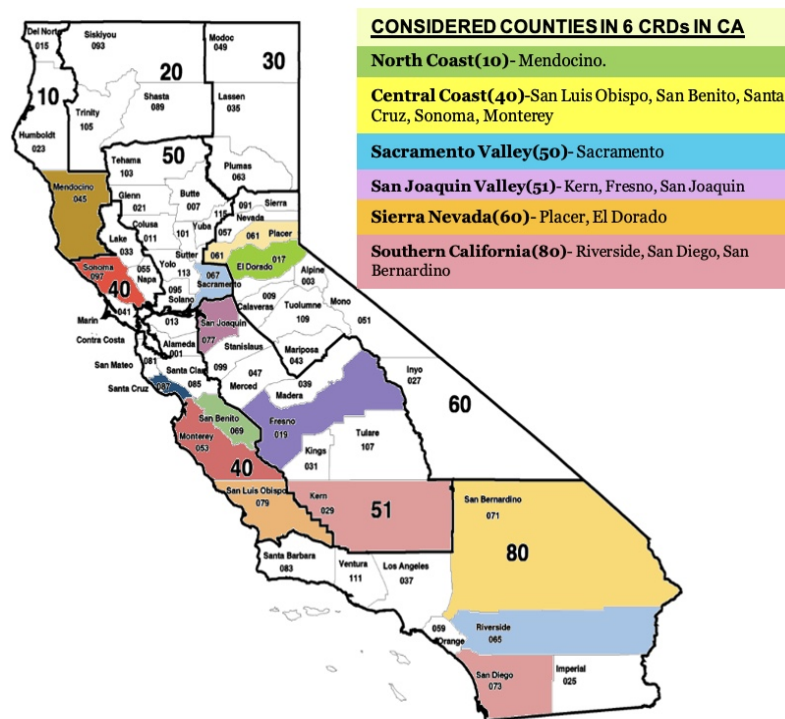 CONSIDERED COUNTIES IN 6 CRDs IN CA
North Coast(10)- Mendocino.
Central Coast(40)-San Luis Obispo, San Benito, Santa
Cruz, Sonoma, Monterey
Sacramento Valley(50)- Sacramento
San Joaquin Valley(51)- Kern, Fresno, San Joaquin
Sierra Nevada(60)- Placer, El Dorado
Southern California(80)- Riverside, San Diego, San
Bernardino
Del Norte
015
Siskiyou
093
Modoc
049
30
20
10
Trinity
105
Shasta
089
Lassen
035
Humboldt
023
Tehama
103
50
Plumas
063
Mendocino
045
Glenn
021
Butte
007
Colusa
011
Lake
033
Yuba
115
101
Sutter
091
Sierra
Nevada
057
061
Placer
061
El Dorado
017
Alpine
003
Sonoma
097
40
055
Napa
Yolo
113
095
Solano
067
Sacramento
009
Calaveras
Tuolumne
109
Mono
051
Marin
041
Contra Costa
013
Alameda
001
San Joaquin
077
Stanislaus
099
Mariposa
043
San Mateo
081
Santa Clar
085
Santa Cruz
087
047
Merced
039
Madera
Inyo
027
60
San Benito
069
Monterey
053
40
Fresno
019
Kings
031
Tulare
107
San Luis Obispo
079
Kern
029
51
San Bernardino
071
80
Santa Barbara
083
Ventura
111
Los Angeles
037
059
Orange
Riverside
065
San Diego
073
Imperial
025